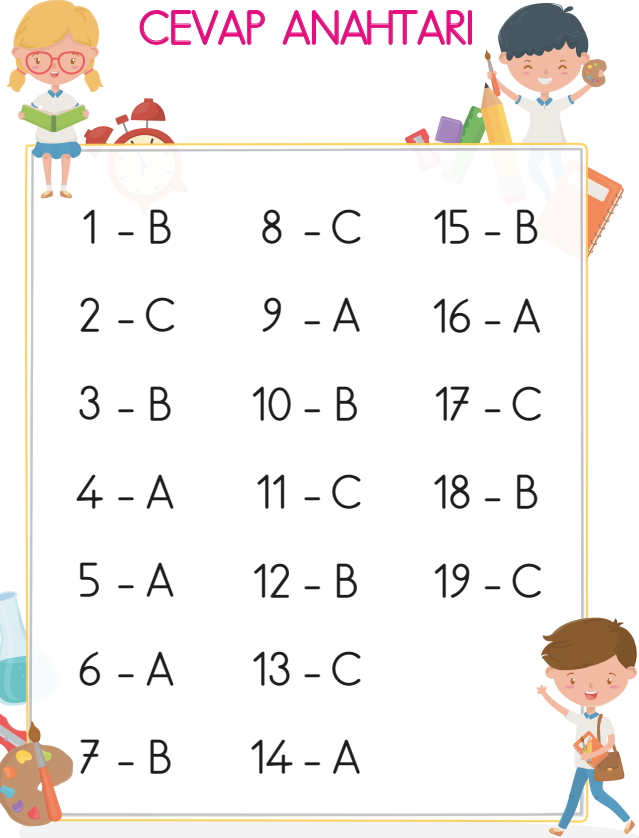 CEVAP ANAHTARI
1 - B
2 - C
3 - B
4 - A
5 - A
6 - A
7 - B
8 - C
9 - A
10 - B
11 - C
12 - B
13 - C
14 - A
15 - B
16 - A
17 - C
18 - B
19 - C